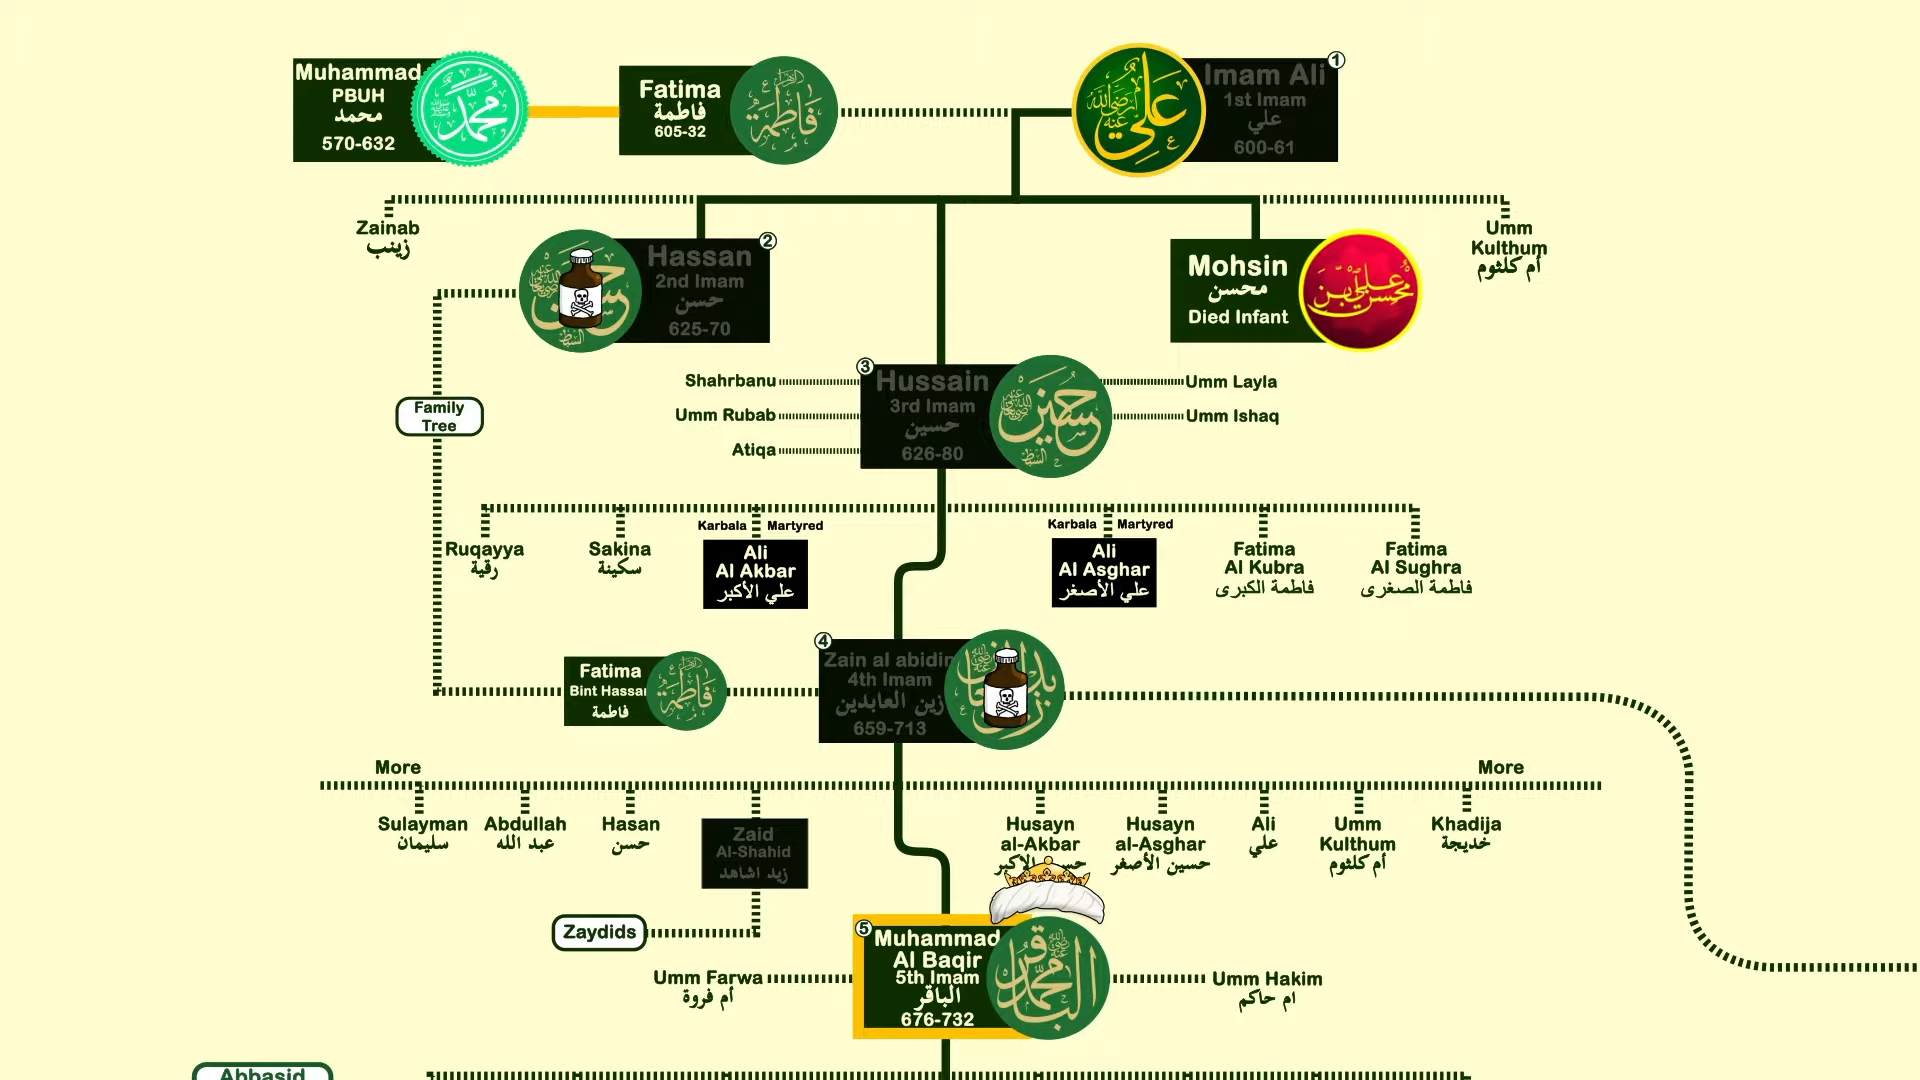 Muhammad
PBUH
محمد
570-632
Fatima
فاطمة
605-32
1
Imam Ali
1st Imam
علي
600-61
Zainab
زينب
2
Hassan
2nd Imam
حسن
625-70
Mohsin
محسن
Died Infant
Umm
Kulthum
أم كلثوم
3
Hussain
3rd Imam
حسين
626-80
Shahrbanu
Umm Rubab
Atiqa
Umm Layla
Umm Ishaq
Family
Tree
Ruqayya
رقية
Sakina
سكينة
Karbala Martyred
Ali
Al Akbar
علي الأكبر
Karbala Martyred
Ali
Al Asghar
علي الأصغر
Fatima
Al Kubra
فاطمة الكبرى
Fatima
Al Sughra
فاطمة الصغرى
Fatima
Bint Hassan
فاطمة
4
Zain al abidin
4th Imam
زين العابدين
659-713
More
More
Sulayman
سليمان
Abdullah
عبد الله
Hasan
حسن
Zaid
Al-Shahid
زيد اشاهد
Husayn
al-Akbar
الاكبر
Husayn
al-Asghar
حسين الأصغر
Ali
علي
Umm
Kulthum
أم كلثوم
Khadija
خديجة
Zaydids
5
Muhammad
Al Baqir
5th Imam
الباقر
676-732
Umm Farwa
أم فروة
Umm Hakim
ام حاكم
Abbasid